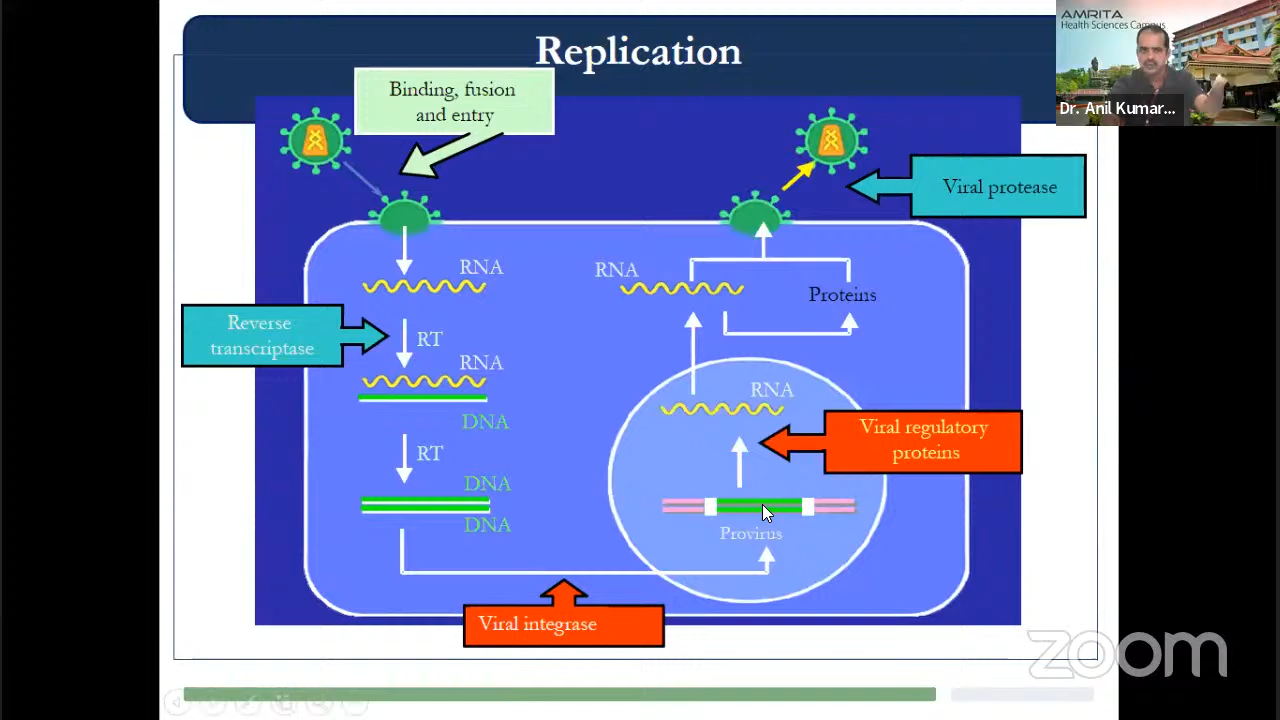 Replication
AMRITA
Health Sciences Campus
Dr. Anil Kumar...
Binding, fusion
and entry
Viral protease
RNA
RNA
Proteins
Reverse
transcriptase
RT
RNA
DNA
RNA
Viral regulatory
proteins
RT
DNA
DNA
Provirus
Viral integrase
zoom